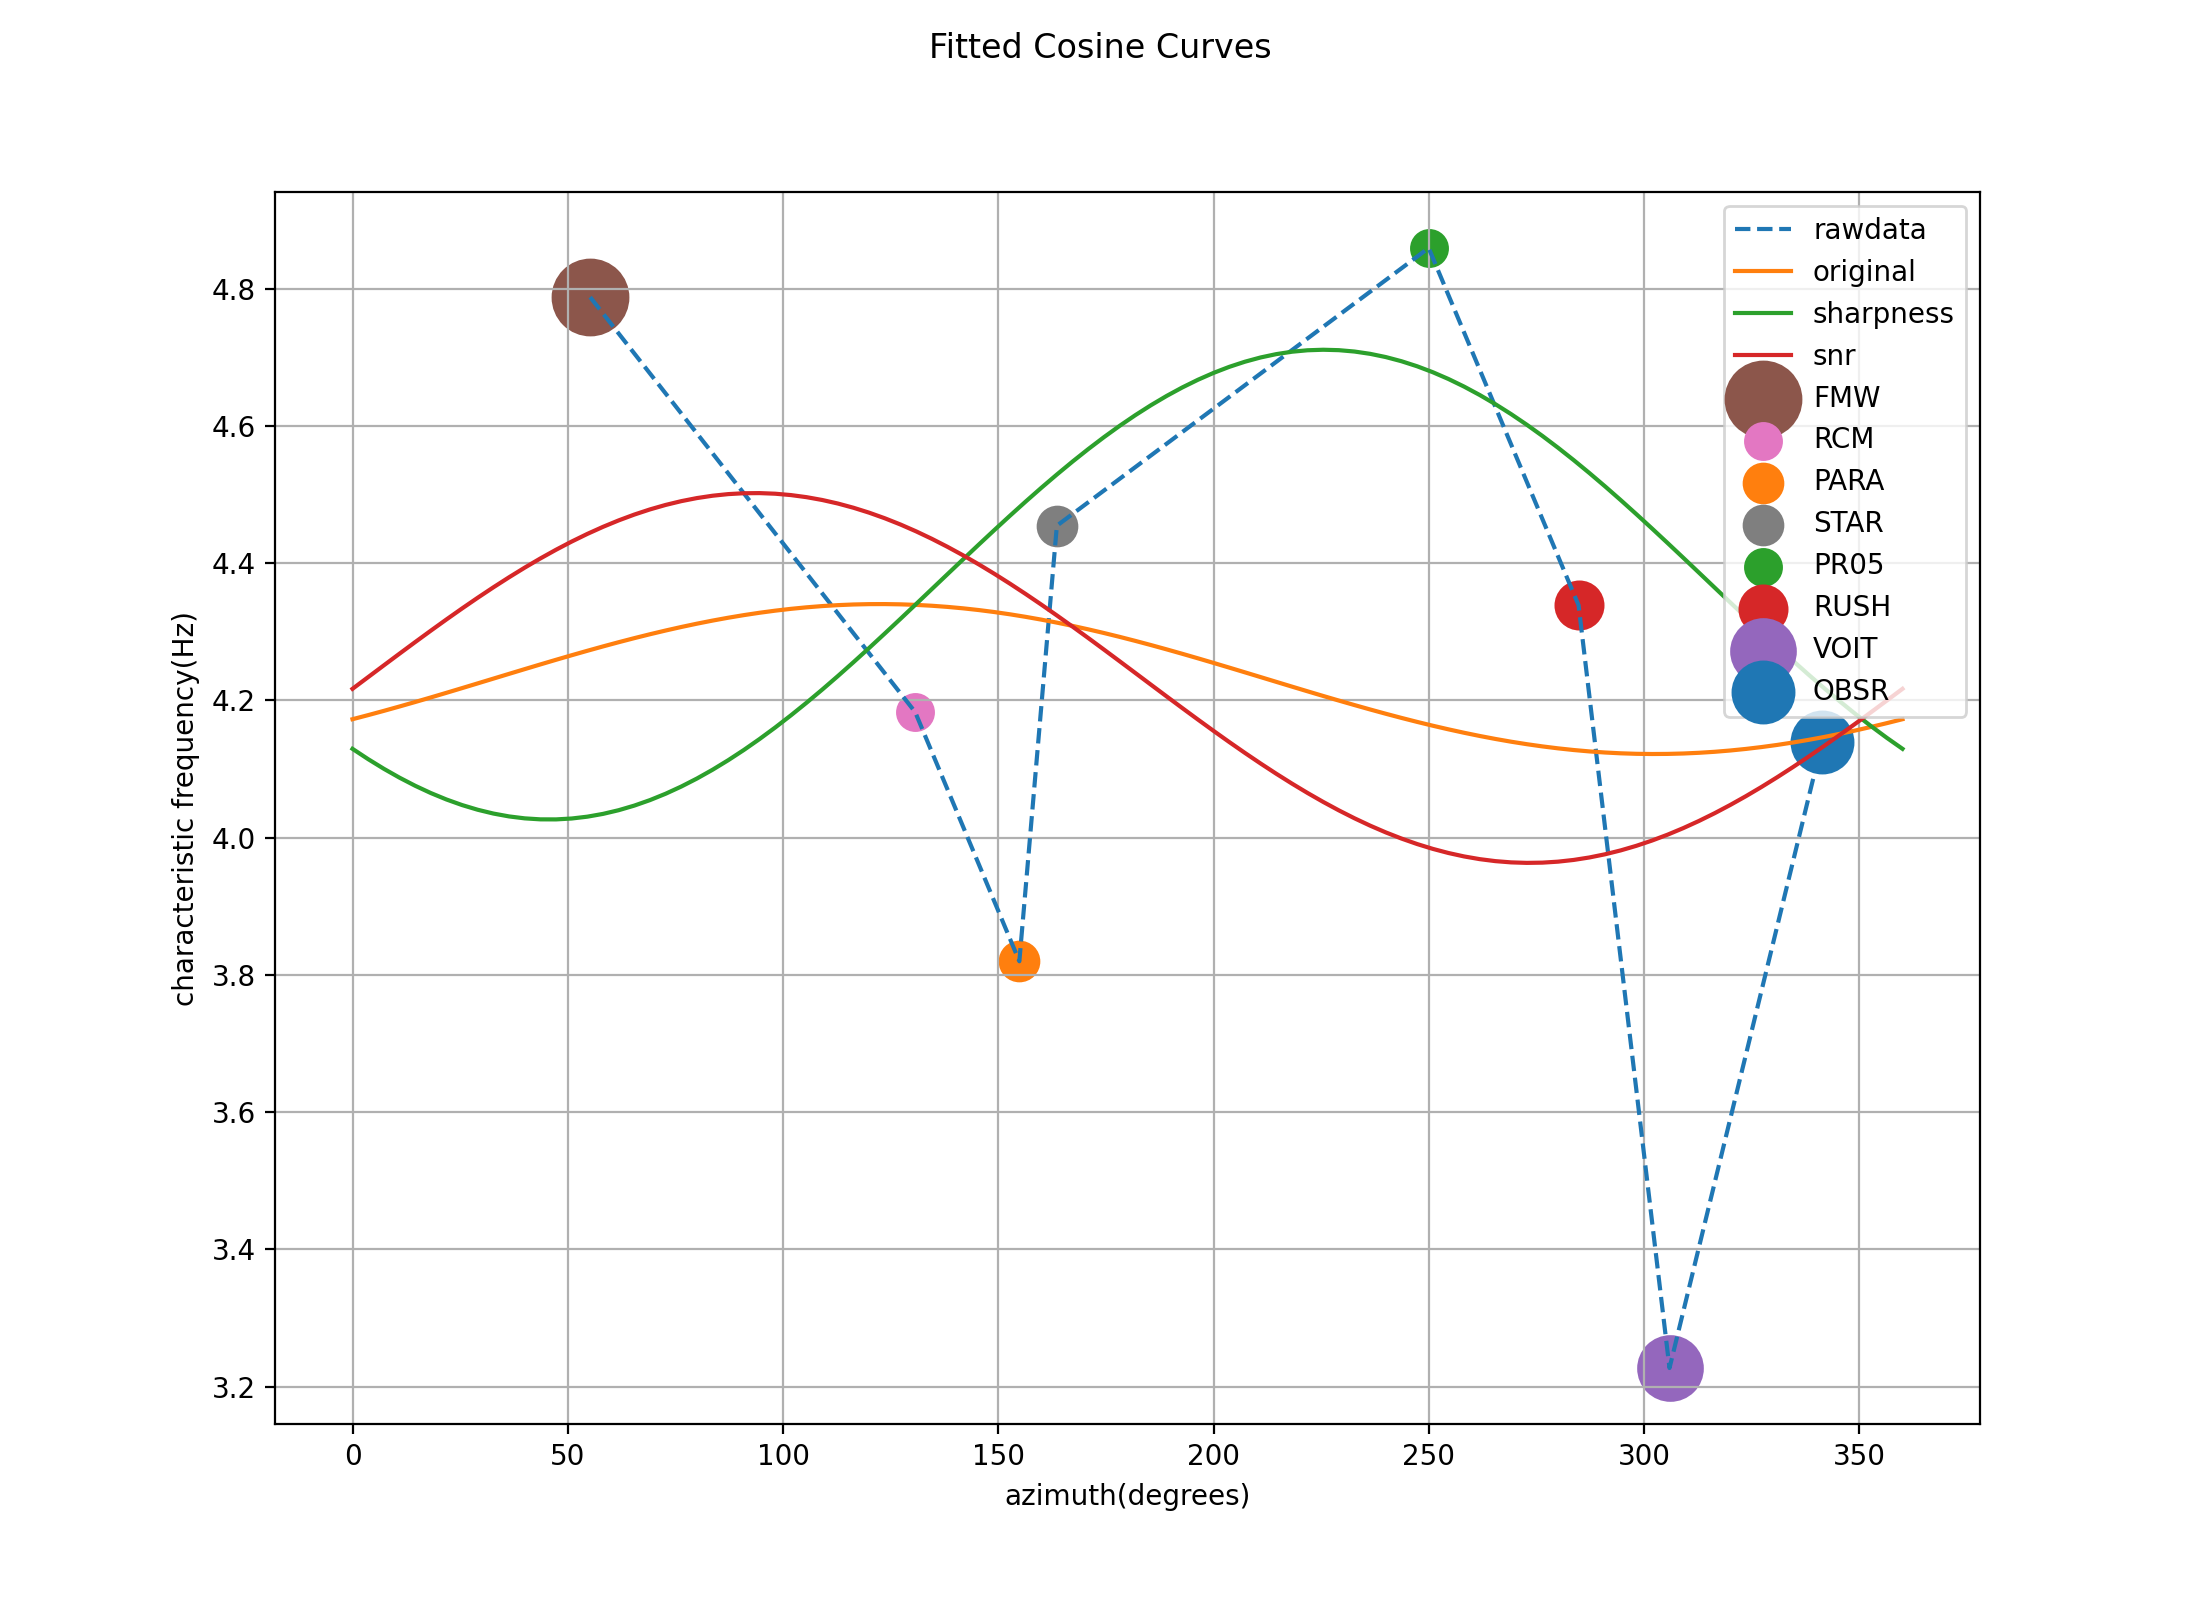 Fitted Cosine Curves
rawdata
original
sharpness
snr
FMW
RCM
PARA
STAR
PR05
RUSH
VOIT
OBSR
4.8
4.6
4.4
4.2
4.0
3.8
3.6
3.4
3.2
characteristic frequency(Hz)
0 50 100 150 200 250 300 350
azimuth(degrees)